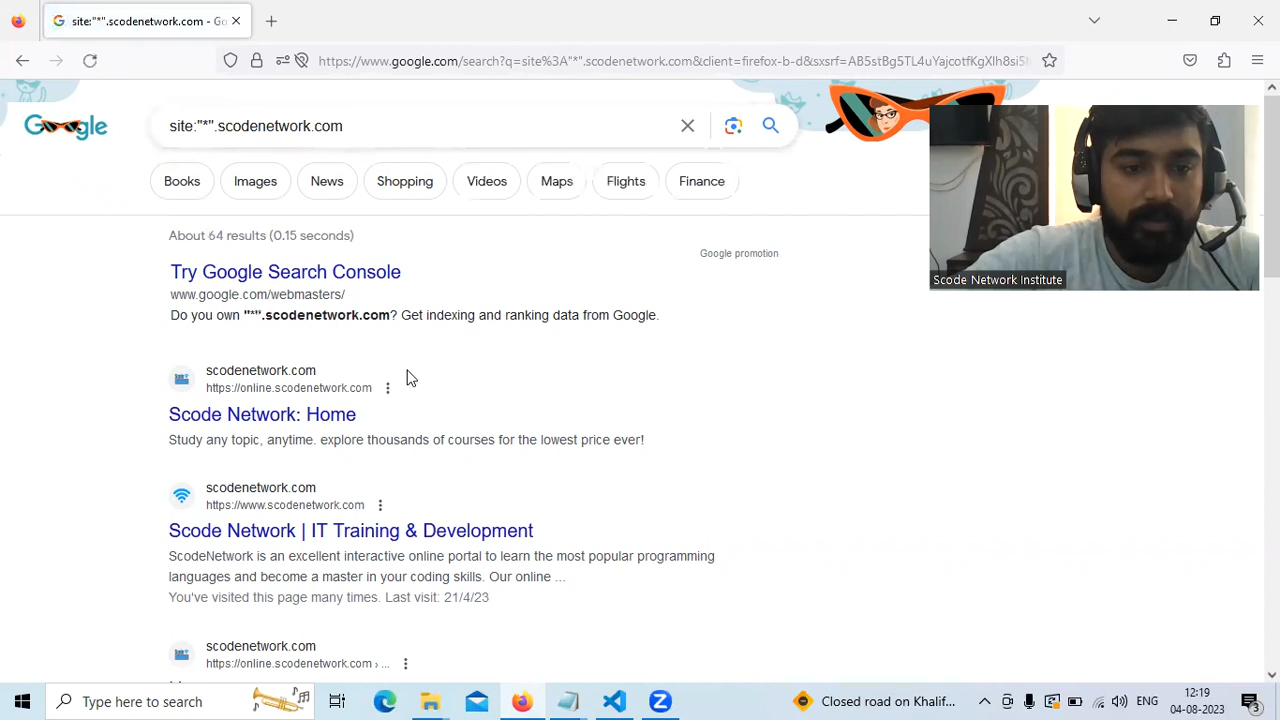 site:"*".scodenetwork.com - Go
https://www.google.com/search?q=site%3A"*".scodenetwork.com&client=firefox-b-d&sxsrf=AB5stBg5TL4uYajcotfKgXlh8si5
Google
site:"*".scodenetwork.com
Books
Images
News
Shopping
Videos
Maps
Flights
Finance
About 64 results (0.15 seconds)
Google promotion
Try Google Search Console
www.google.com/webmasters/
Do you own "*".scodenetwork.com? Get indexing and ranking data from Google.
scodenetwork.com
https://online.scodenetwork.com
Scode Network: Home
Study any topic, anytime. explore thousands of courses for the lowest price ever!
scodenetwork.com
https://www.scodenetwork.com
Scode Network | IT Training & Development
ScodeNetwork is an excellent interactive online portal to learn the most popular programming
languages and become a master in your coding skills. Our online ...
You've visited this page many times. Last visit: 21/4/23
scodenetwork.com
https://online.scodenetwork.com › ...
Scode Network Institute
Type here to search
Closed road on Khalif...
ENG
12:19
04-08-2023
3